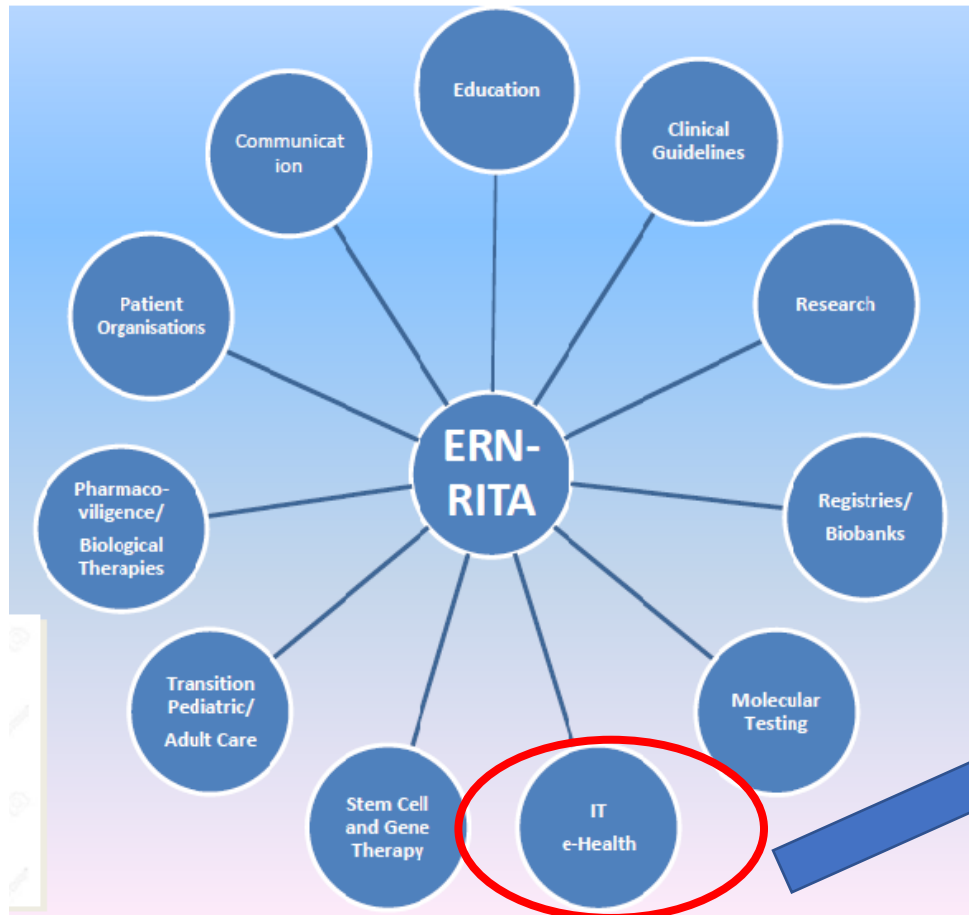 Education
Communicat
ion
Clinical
Guidelines
Patient
Organisations
Research
ERN-
RITA
Pharmaco-
viligence/
Biological
Therapies
Registries/
Biobanks
Transition
Pediatric/
Adult Care
Molecular
Testing
Stem Cell
and Gene
Therapy
IT
e-Health